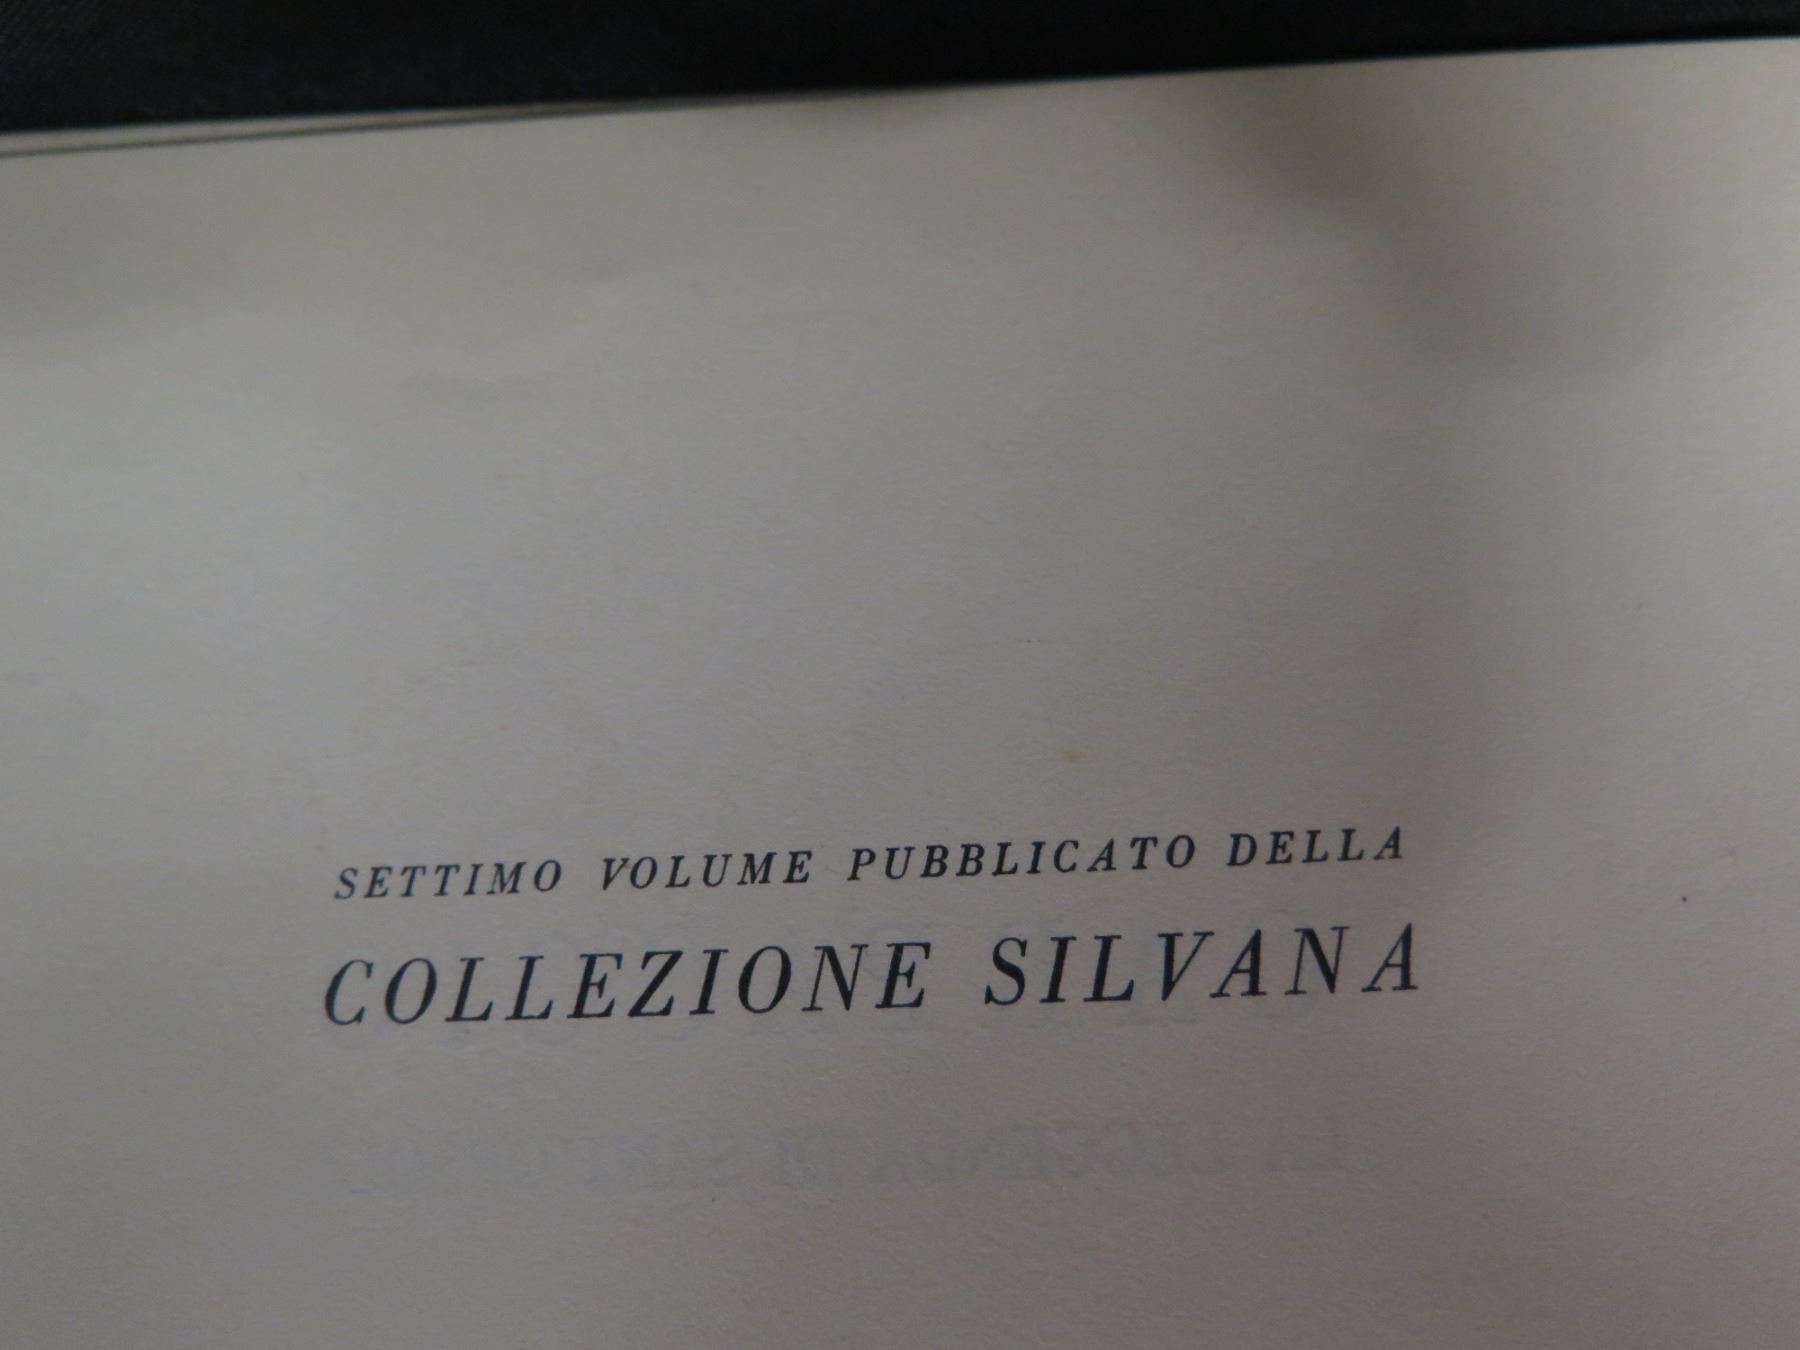 SETTIMO VOLUME PUBBLICATO DELLA
COLLEZIONE SILVANA